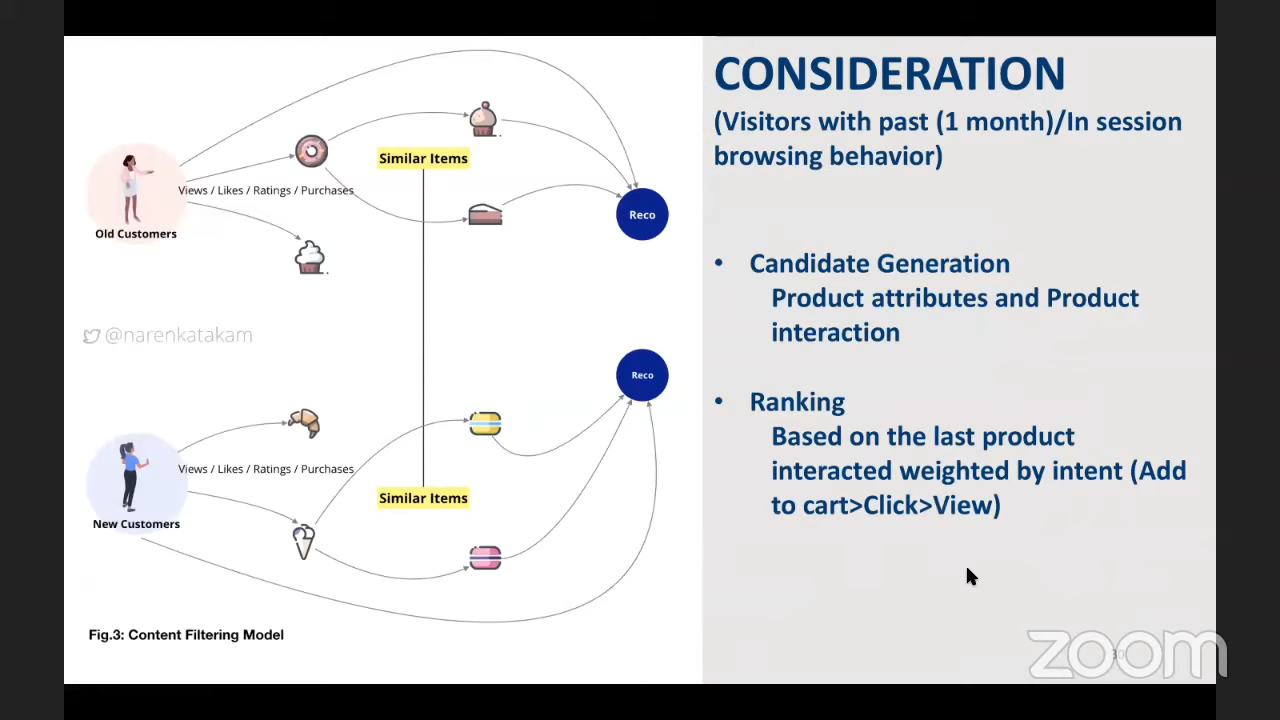 Similar Items
Reco
Views / Likes / Ratings / Purchases
Old Customers
@narenkatakam
Reco
Views / Likes / Ratings / Purchases
Similar Items
New Customers
Fig.3: Content Filtering Model
CONSIDERATION
(Visitors with past (1 month)/In session
browsing behavior)
• Candidate Generation
Product attributes and Product
interaction
• Ranking
Based on the last product
interacted weighted by intent (Add
to cart>Click>View)
30
zoom